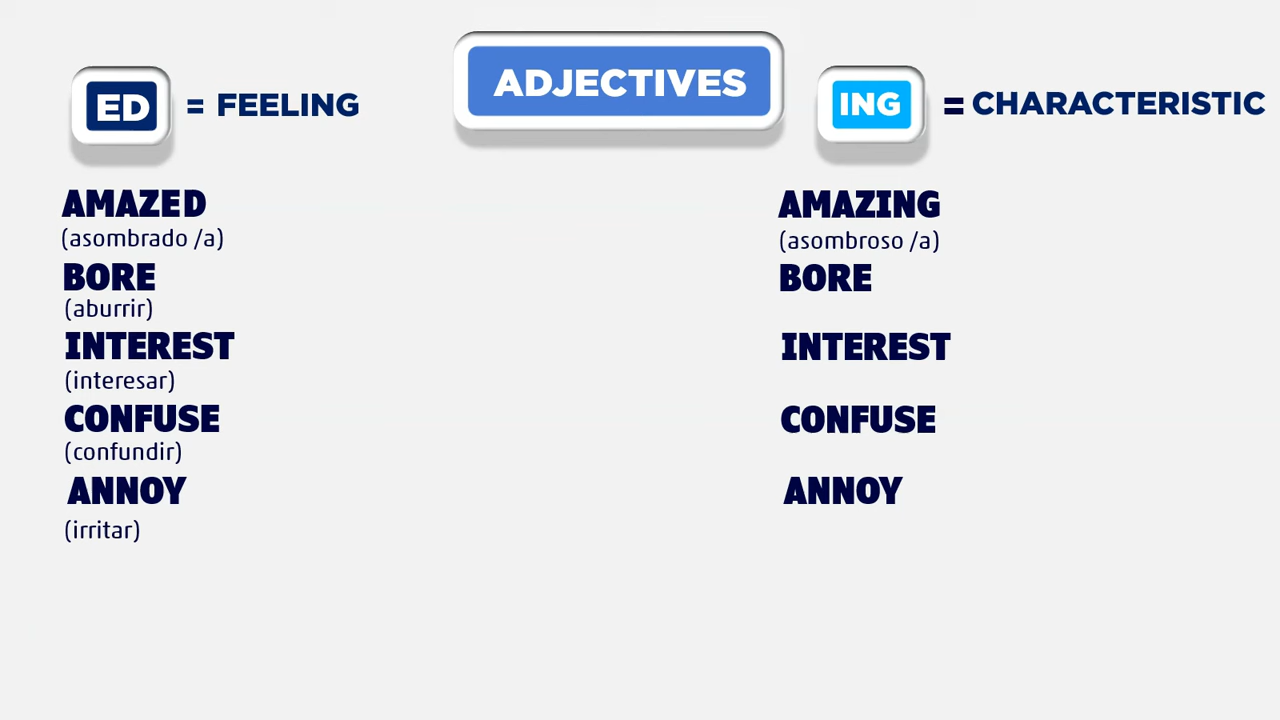 ADJECTIVES
ED = FEELING
AMAZED
(asombrado /a)
BORE
(aburrir)
INTEREST
(interesar)
CONFUSE
(confundir)
ANNOY
(irritar)
ING = CHARACTERISTIC
AMAZING
(asombroso /a)
BORE
INTEREST
CONFUSE
ANNOY